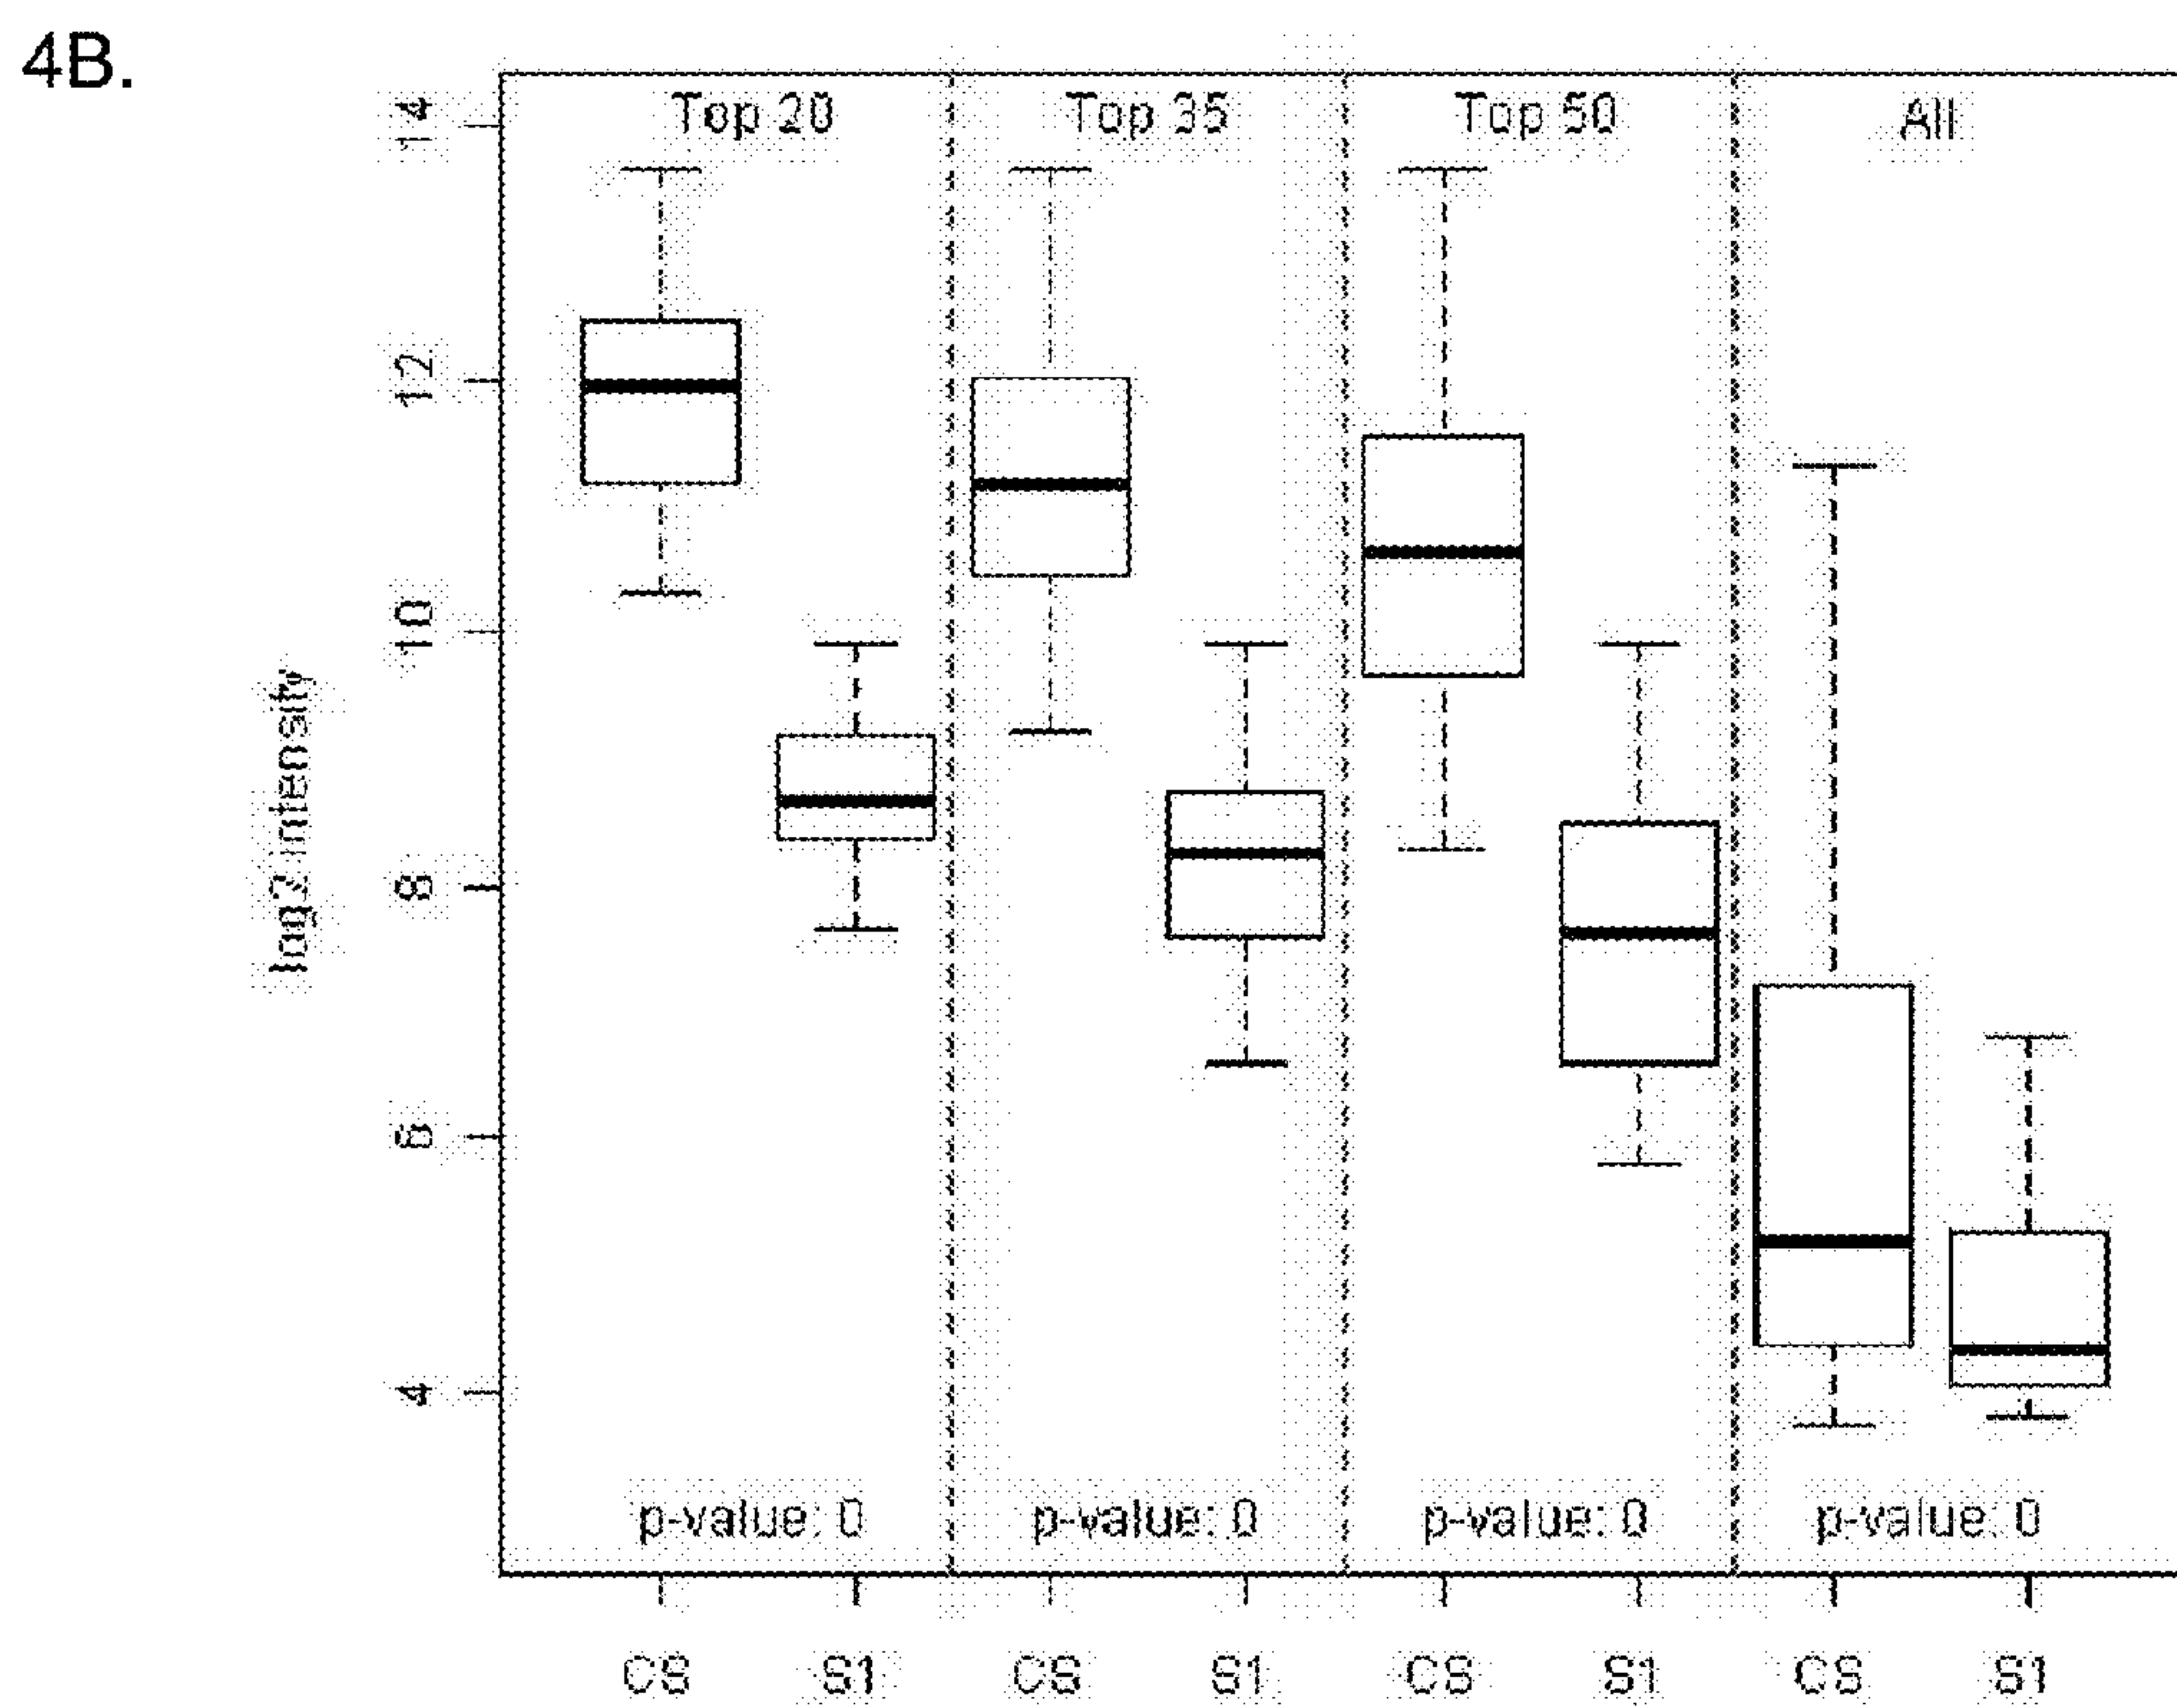 4B.
Top 20 Top 35 Top 50 All
14
12
10
8
6
4
log2 intensity
p-value: 0 p-value: 0 p-value: 0 p-value: 0
CS S1 CS S1 CS S1 CS S1